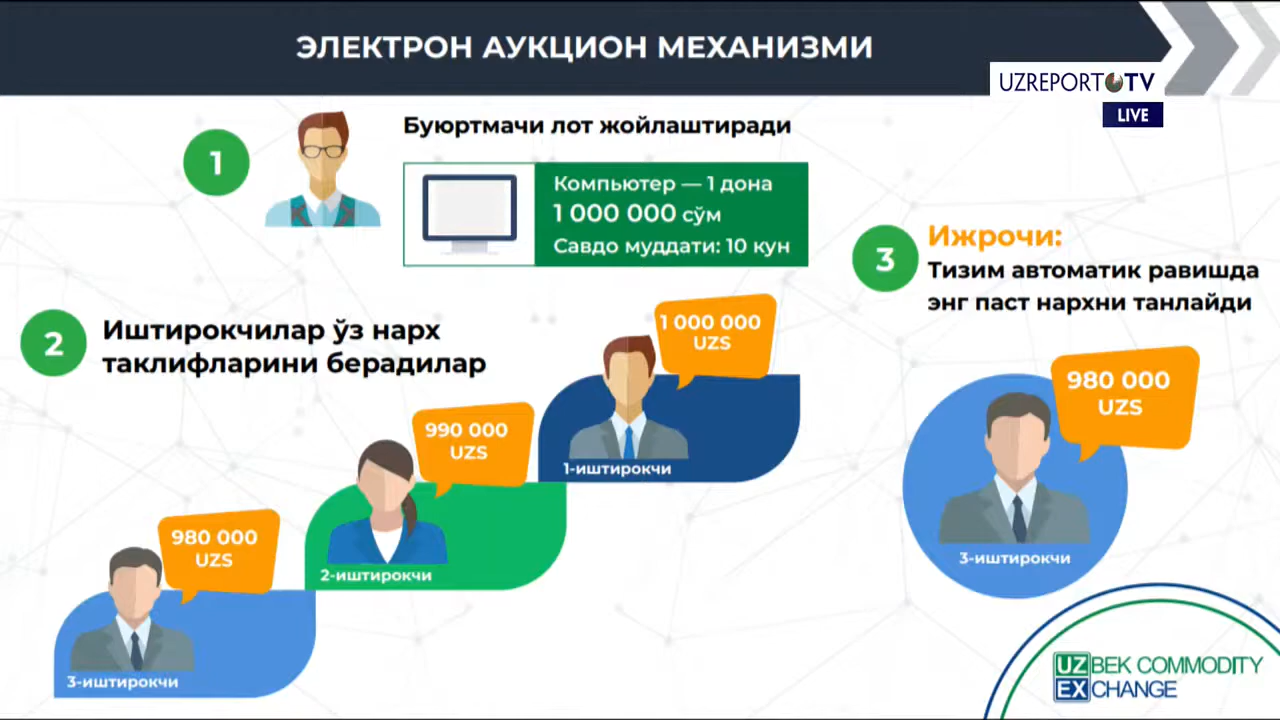 ЭЛЕКТРОН АУКЦИОН МЕХАНИЗМИ
UZREPORT TV
LIVE
1
Буюртмачи лот жойлаштиради
Компьютер — 1 дона
1 000 000 сўм
Савдо муддати: 10 кун
2
Иштирокчилар ўз нарх
таклифларини берадилар
1 000 000
UZS
1-иштирокчи
990 000
UZS
2-иштирокчи
980 000
UZS
3-иштирокчи
3
Ижрочи:
Тизим автоматик равишда
энг паст нархни танлайди
980 000
UZS
3-иштирокчи
UZBEK COMMODITY
EXCHANGE